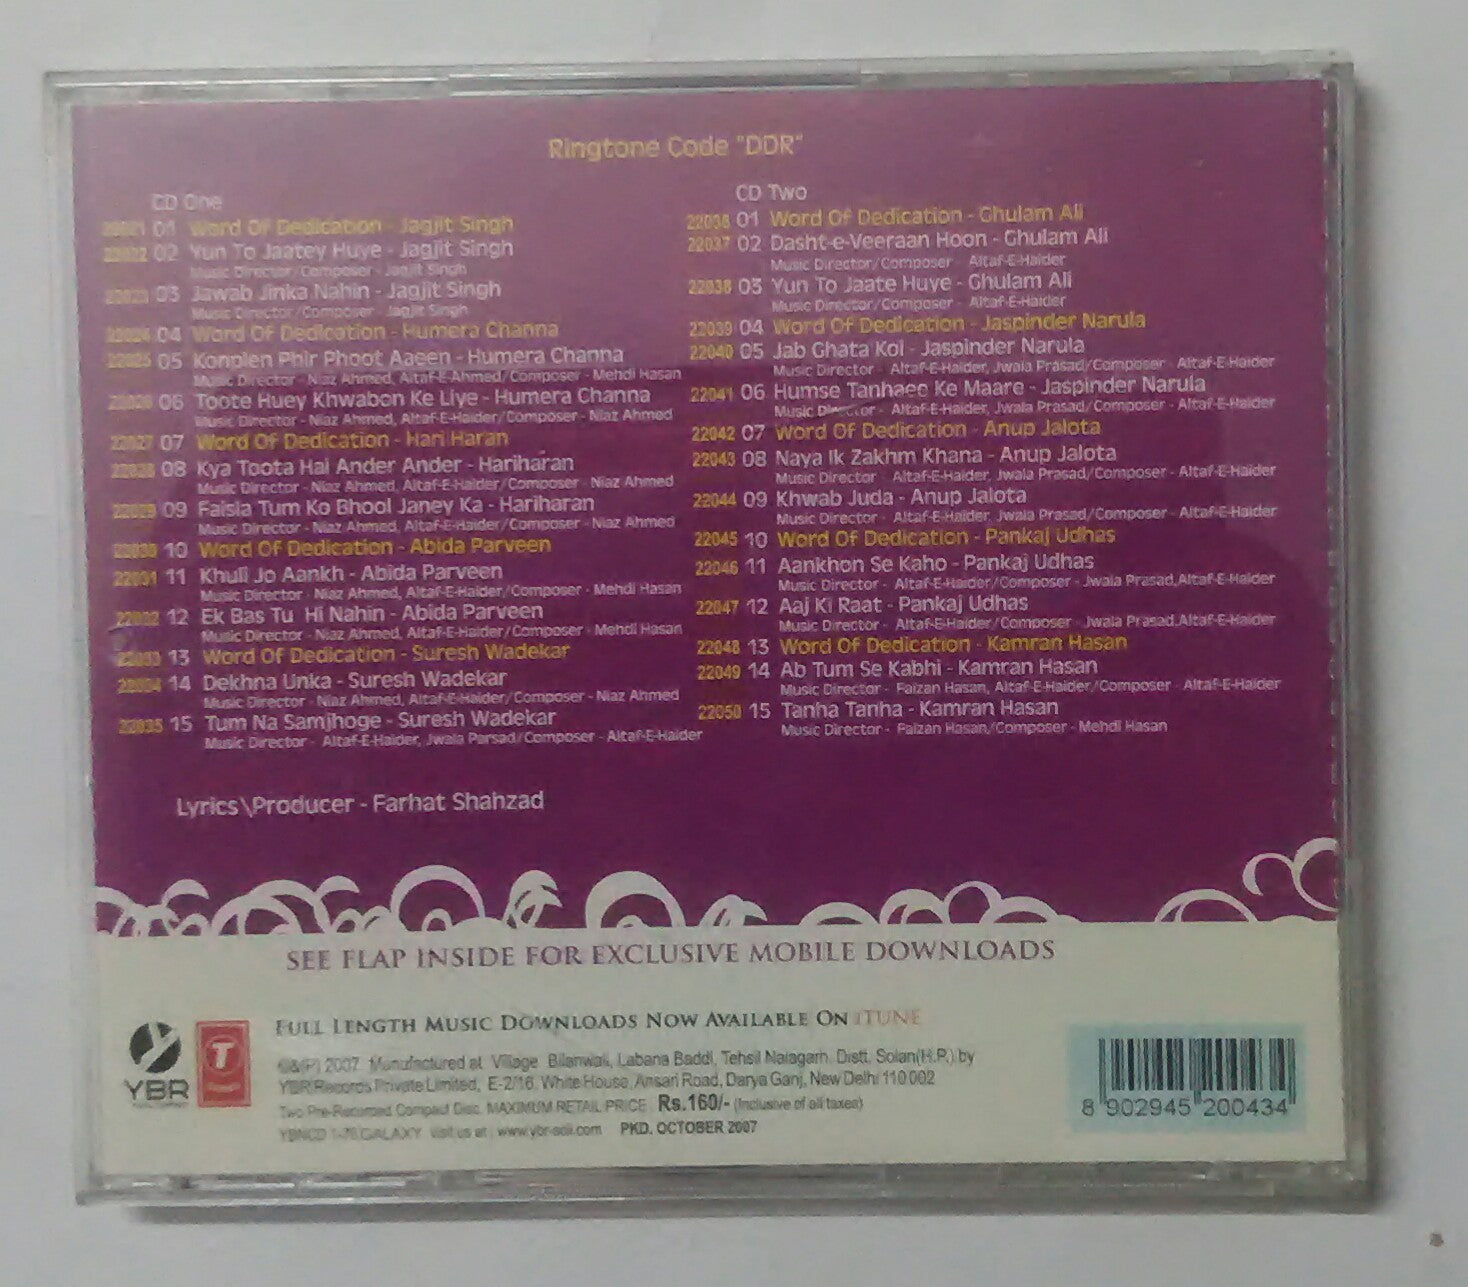 Ringtone Code "DDR"
CD One
22021 01 Word Of Dedication - Jagjit Singh
22022 02 Yun To Jaatey Huye - Jagjit Singh
Music Director/Composer - Jagjit Singh
22023 03 Jawab Jinka Nahin - Jagjit Singh
Music Director/Composer - Jagjit Singh
22024 04 Word Of Dedication - Humera Channa
22025 05 Konplen Phir Phoot Aaeen - Humera Channa
Music Director - Niaz Ahmed, Altaf-E-Ahmed/Composer - Mehdi Hasan
22026 06 Toote Huey Khwabon Ke Liye - Humera Channa
Music Director - Niaz Ahmed, Altaf-E-Haider/Composer - Niaz Ahmed
22027 07 Word Of Dedication - Hari Haran
22028 08 Kya Toota Hai Ander Ander - Hariharan
Music Director - Niaz Ahmed, Altaf-E-Haider/Composer - Niaz Ahmed
22029 09 Faisla Tum Ko Bhool Janey Ka - Hariharan
Music Director - Niaz Ahmed, Altaf-E-Haider/Composer - Niaz Ahmed
22030 10 Word Of Dedication - Abida Parveen
22031 11 Khuli Jo Aankh - Abida Parveen
Music Director - Niaz Ahmed, Altaf-E-Haider/Composer - Mehdi Hasan
22032 12 Ek Bas Tu Hi Nahin - Abida Parveen
Music Director - Niaz Ahmed, Altaf-E-Haider/Composer - Mehdi Hasan
22033 13 Word Of Dedication - Suresh Wadekar
22034 14 Dekhna Unka - Suresh Wadekar
Music Director - Niaz Ahmed, Altaf-E-Haider/Composer - Niaz Ahmed
22035 15 Tum Na Samjhoge - Suresh Wadekar
Music Director - Altaf-E-Haider, Jwala Parsad/Composer - Altaf-E-Haider
CD Two
22036 01 Word Of Dedication - Ghulam Ali
22037 02 Dasht-e-Veeraan Hoon - Ghulam Ali
Music Director/Composer - Altaf-E-Haider
22038 03 Yun To Jaate Huye - Ghulam Ali
Music Director/Composer - Altaf-E-Haider
22039 04 Word Of Dedication - Jaspinder Narula
22040 05 Jab Ghata Koi - Jaspinder Narula
Music Director - Altaf-E-Haider, Jwala Prasad/Composer - Altaf-E-Haider
22041 06 Humse Tanhaee Ke Maare - Jaspinder Narula
Music Director - Altaf-E-Haider, Jwala Prasad/Composer - Altaf-E-Haider
22042 07 Word Of Dedication - Anup Jalota
22043 08 Naya Ik Zakhm Khana - Anup Jalota
Music Director - Altaf-E-Haider, Jwala Prasad/Composer - Altaf-E-Haider
22044 09 Khwab Juda - Anup Jalota
Music Director - Altaf-E-Haider, Jwala Prasad/Composer - Altaf-E-Haider
22045 10 Word Of Dedication - Pankaj Udhas
22046 11 Aankhon Se Kaho - Pankaj Udhas
Music Director - Altaf-E-Haider/Composer - Jwala Prasad,Altaf-E-Haider
22047 12 Aaj Ki Raat - Pankaj Udhas
Music Director - Altaf-E-Haider/Composer - Jwala Prasad,Altaf-E-Haider
22048 13 Word Of Dedication - Kamran Hasan
22049 14 Ab Tum Se Kabhi - Kamran Hasan
Music Director - Faizan Hasan, Altaf-E-Haider/Composer - Altaf-E-Haider
22050 15 Tanha Tanha - Kamran Hasan
Music Director - Faizan Hasan/Composer - Mehdi Hasan
Lyrics\Producer - Farhat Shahzad
SEE FLAP INSIDE FOR EXCLUSIVE MOBILE DOWNLOADS
FULL LENGTH MUSIC DOWNLOADS NOW AVAILABLE ON iTUNE
©&(P) 2007. Manufactured at Village Bilanwali, Labana Baddi, Tehsil Nalagarh, Distt. Solan(H.P.) by
YBR Records Private Limited, E-2/16, White House, Ansari Road, Darya Ganj, New Delhi 110 002
Two Pre-Recorded Compact Disc. MAXIMUM RETAIL PRICE Rs.160/- (Inclusive of all taxes)
GALAXY visit us at : www.ybr-soii.com PKD. OCTOBER 2007
YBR
T
8 902945 200434